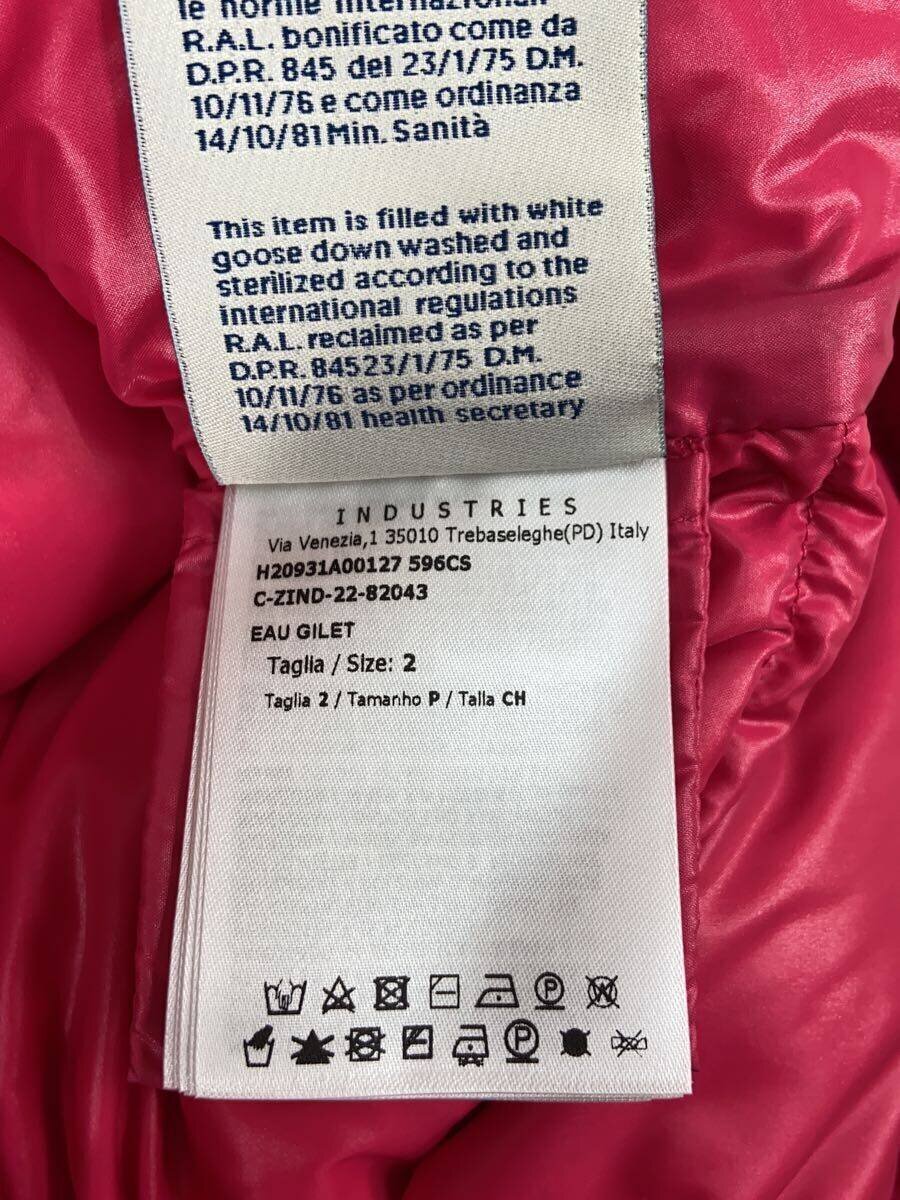 le norme internazionali
R.A.L. bonificato come da
D.P.R. 845 del 23/1/75 D.M.
10/11/76 e come ordinanza
14/10/81 Min. Sanità
This item is filled with white
goose down washed and
sterilized according to the
international regulations
R.A.L. reclaimed as per
D.P.R. 84523/1/75 D.M.
10/11/76 as per ordinance
14/10/81 health secretary
INDUSTRIES
Via Venezia,1 35010 Trebaseleghe(PD) Italy
H20931A00127 596CS
C-ZIND-22-82043
EAU GILET
Taglia / Size: 2
Taglia 2 / Tamanho P / Talla CH
P W
P